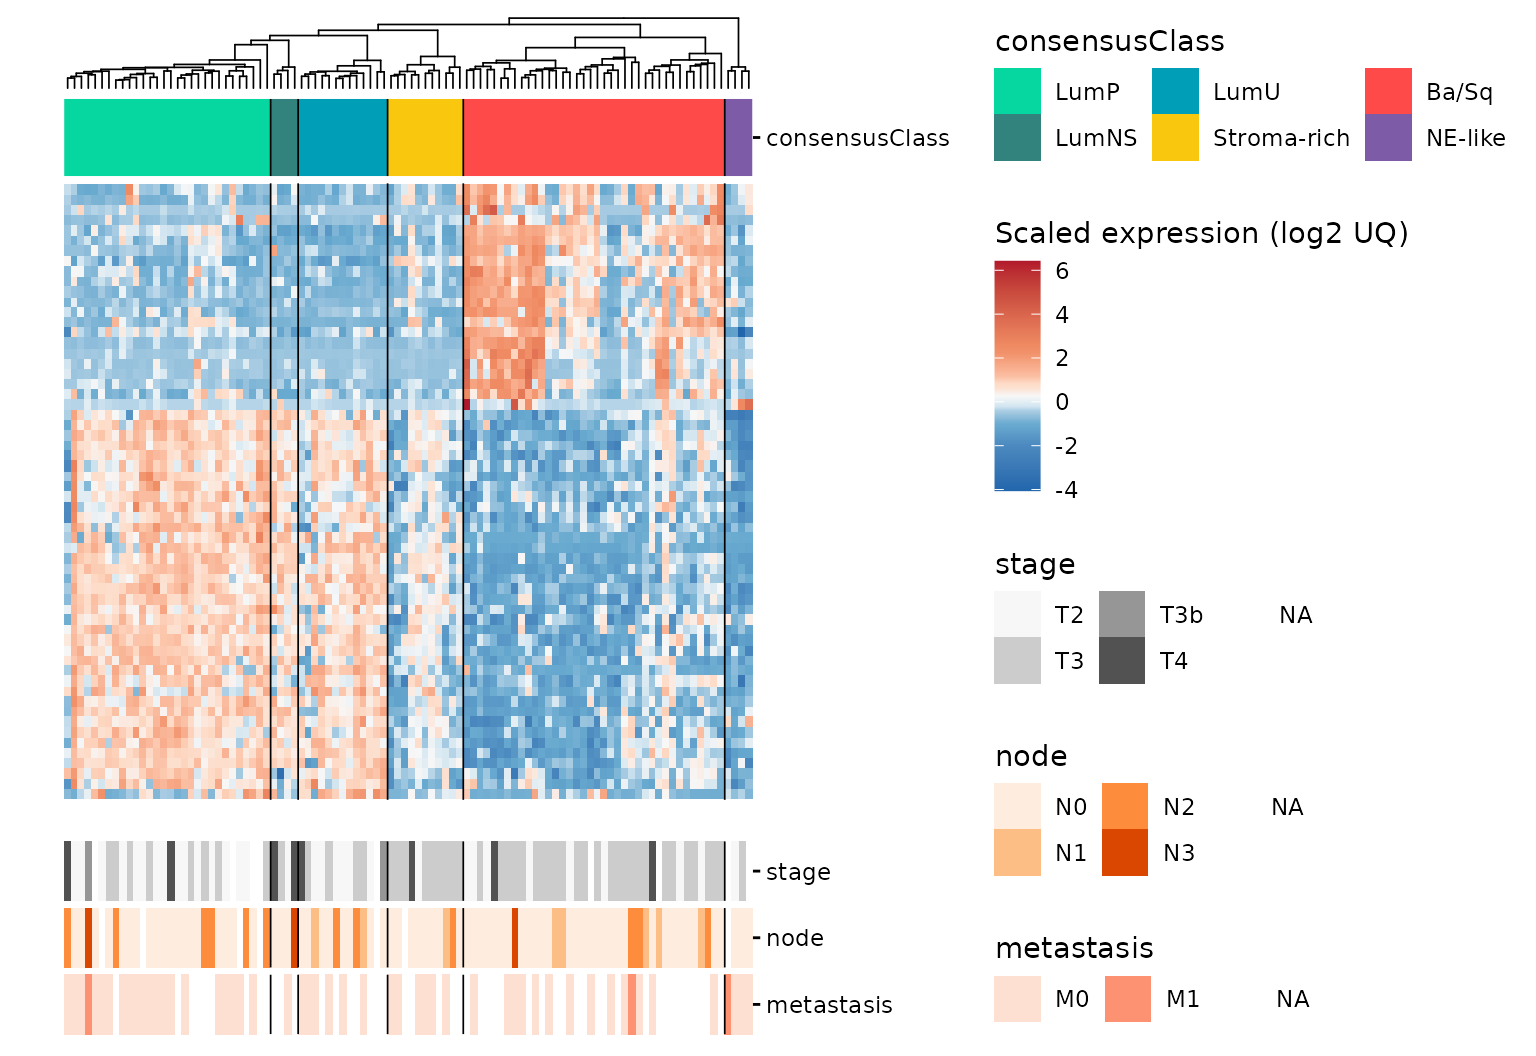 consensusClass
LumP
LumU
Ba/Sq
LumNS
Stroma-rich
NE-like
consensusClass
Scaled expression (log2 UQ)
6
4
2
0
-2
-4
stage
T2
T3b
NA
T3
T4
node
N0
N2
NA
N1
N3
metastasis
M0
M1
NA
stage
node
metastasis